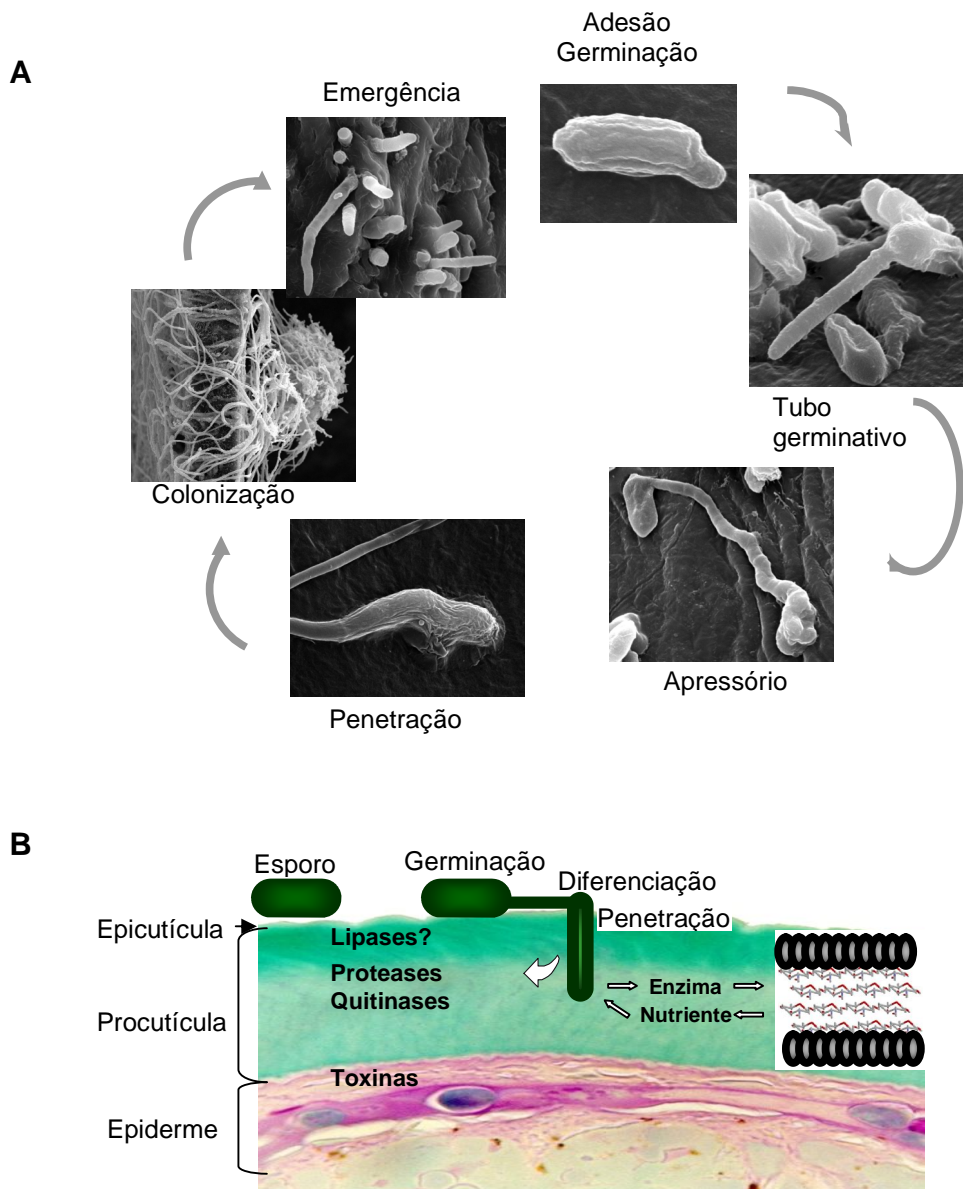 A
Adesão
Germinação
Emergência
Tubo
germinativo
Colonização
Apressório
Penetração
B
Esporo
Germinação
Diferenciação
Penetração
Epicutícula
Lipases?
Proteases
Quitinases
Enzima
Nutriente
Procutícula
Toxinas
Epiderme